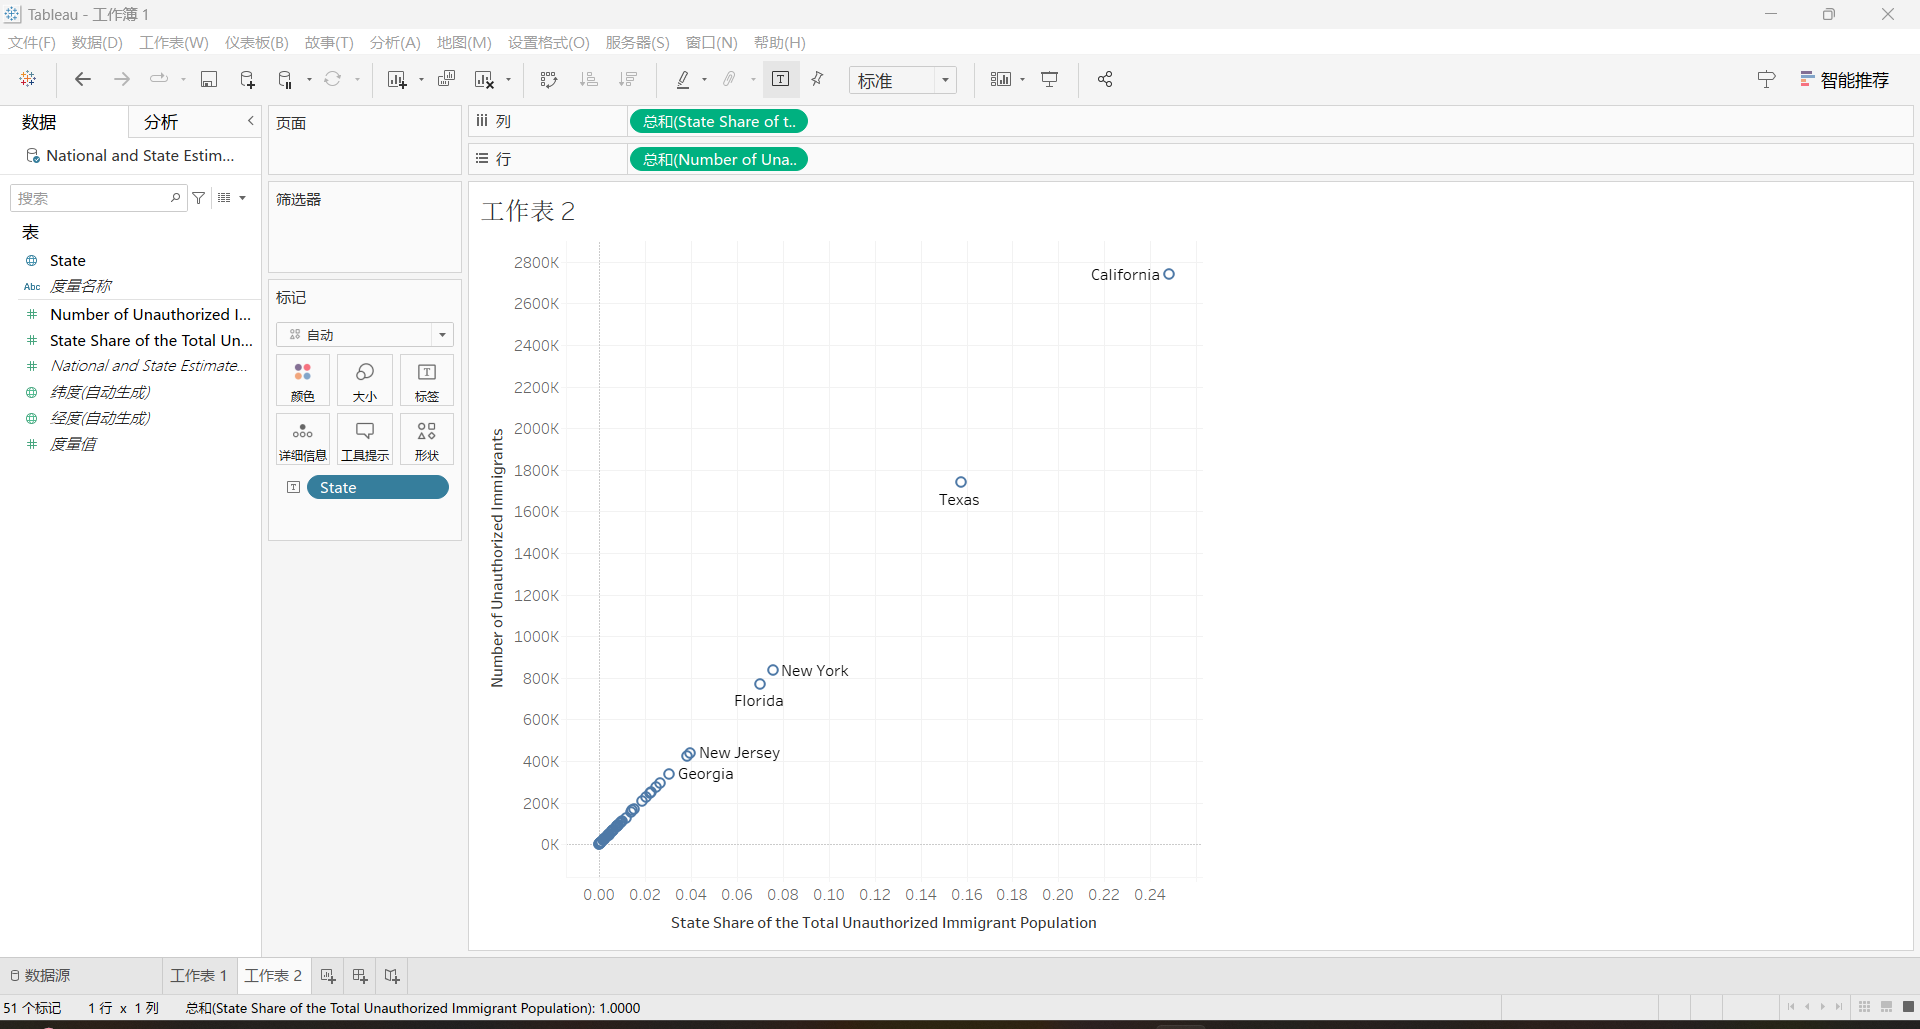 Tableau - 工作簿 1
文件(F) 数据(D) 工作表(W) 仪表板(B) 故事(T) 分析(A) 地图(M) 设置格式(O) 服务器(S) 窗口(N) 帮助(H)
标准
智能推荐
数据 分析
National and State Estim...
搜索
表
State
Abc 度量名称
Number of Unauthorized I...
State Share of the Total Un...
National and State Estimate...
纬度(自动生成)
经度(自动生成)
度量值
页面
筛选器
标记
自动
颜色 大小 标签
详细信息 工具提示 形状
State
列 总和(State Share of t..
行 总和(Number of Una..
工作表 2
2800K
2600K
2400K
2200K
2000K
1800K
1600K
1400K
1200K
1000K
800K
600K
400K
200K
0K
Number of Unauthorized Immigrants
California
Texas
New York
Florida
New Jersey
Georgia
0.00 0.02 0.04 0.06 0.08 0.10 0.12 0.14 0.16 0.18 0.20 0.22 0.24
State Share of the Total Unauthorized Immigrant Population
数据源 工作表 1 工作表 2
51 个标记 1 行 x 1 列 总和(State Share of the Total Unauthorized Immigrant Population): 1.0000